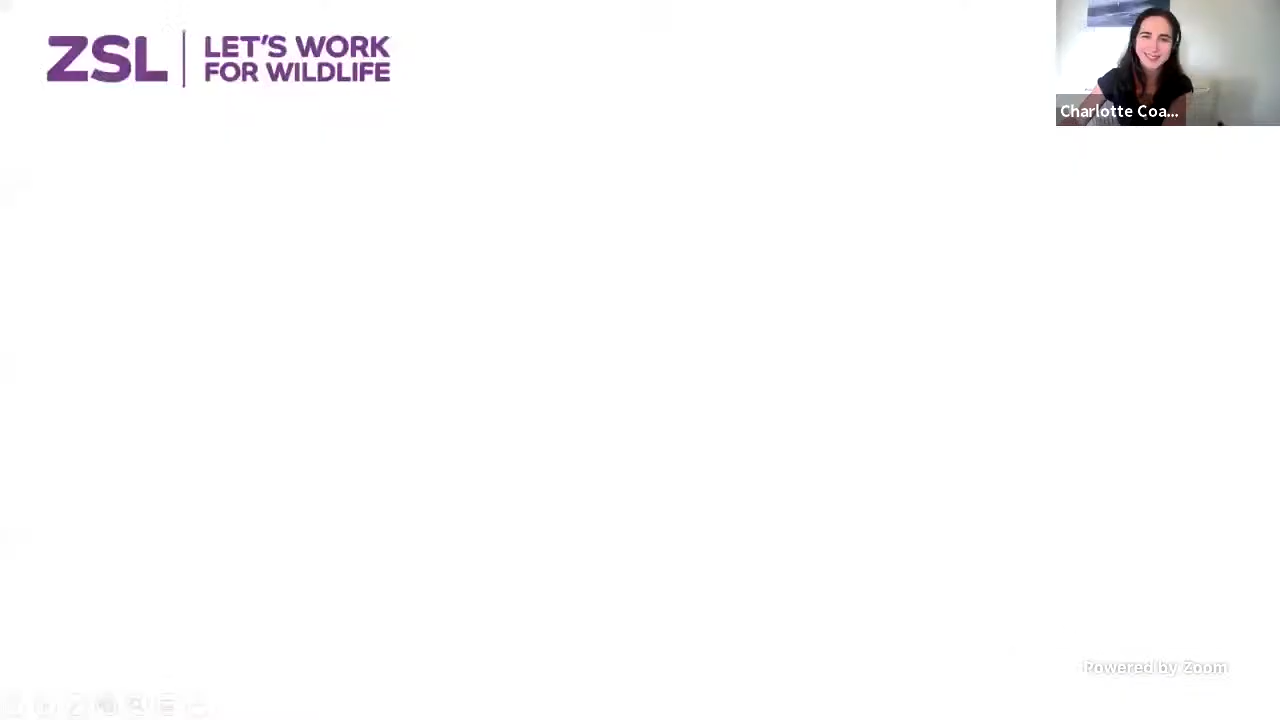 ZSL
LET'S WORK
FOR WILDLIFE
Charlotte Coa...
Powered by Zoom